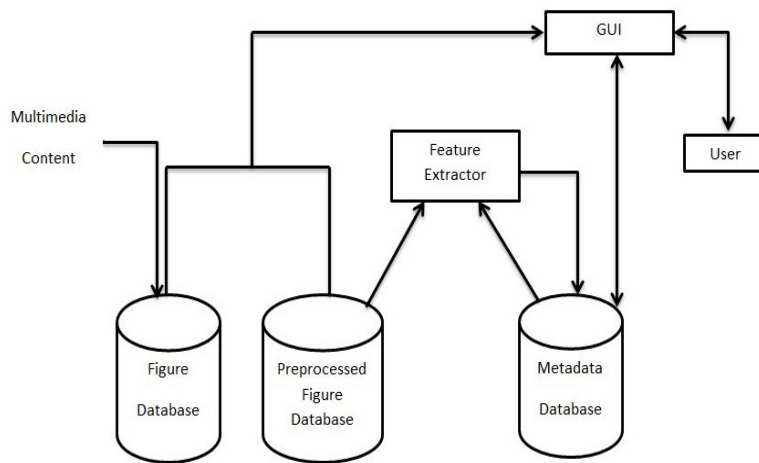 GUI
Multimedia
Content
Feature
Extractor
User
Figure
Database
Preprocessed
Figure
Database
Metadata
Database